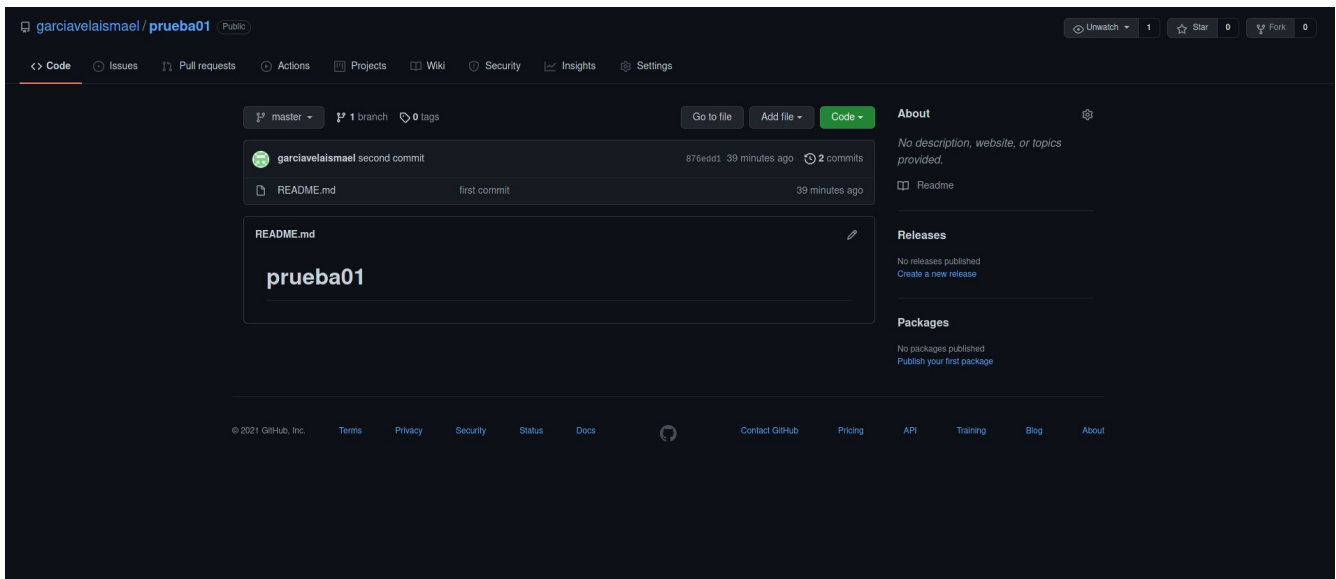 garciavelaismael / prueba01 Public
Unwatch 1 Star 0 Fork 0
<> Code Issues Pull requests Actions Projects Wiki Security Insights Settings
master 1 branch 0 tags Go to file Add file Code
garciavelaismael second commit 876edd1 39 minutes ago 2 commits
README.md first commit 39 minutes ago
README.md
prueba01
About
No description, website, or topics
provided.
Readme
Releases
No releases published
Create a new release
Packages
No packages published
Publish your first package
© 2021 GitHub, Inc. Terms Privacy Security Status Docs Contact GitHub Pricing API Training Blog About